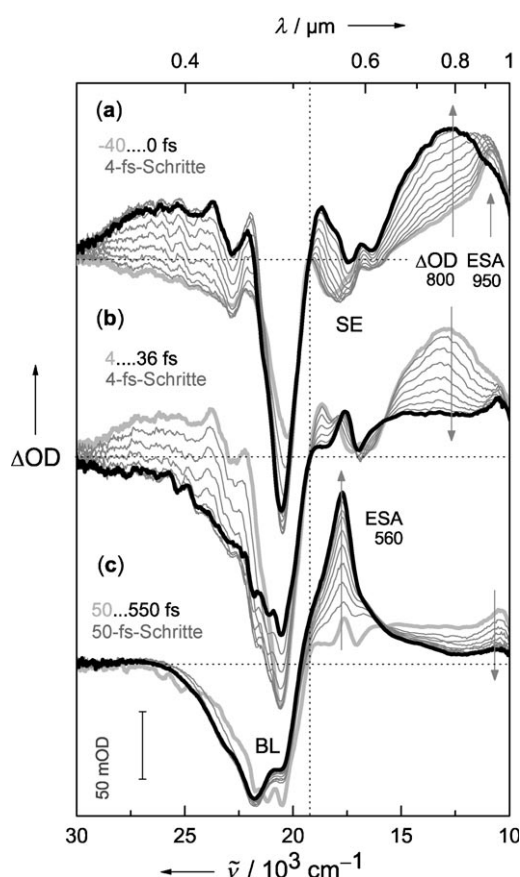 λ / μm
0.4 0.6 0.8 1
(a)
-40....0 fs
4-fs-Schritte
ΔOD ESA
800 950
SE
(b)
4....36 fs
4-fs-Schritte
ΔOD
ESA
560
(c)
50...550 fs
50-fs-Schritte
BL
50 mOD
30 25 20 15 10
ṽ / 10³ cm⁻¹